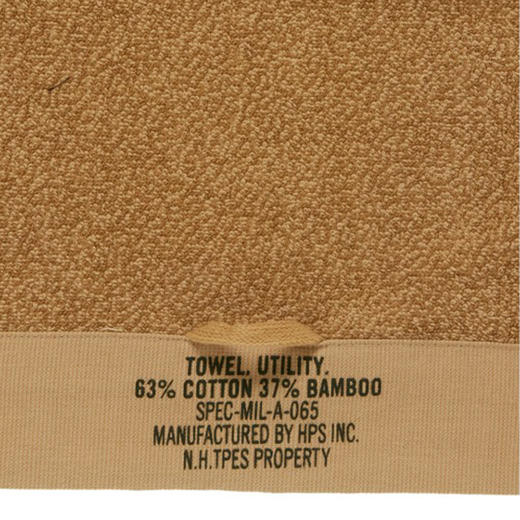 TOWEL, UTILITY.
63% COTTON 37% BAMBOO
SPEC-MIL-A-065
MANUFACTURED BY HPS INC.
N.H.TPES PROPERTY